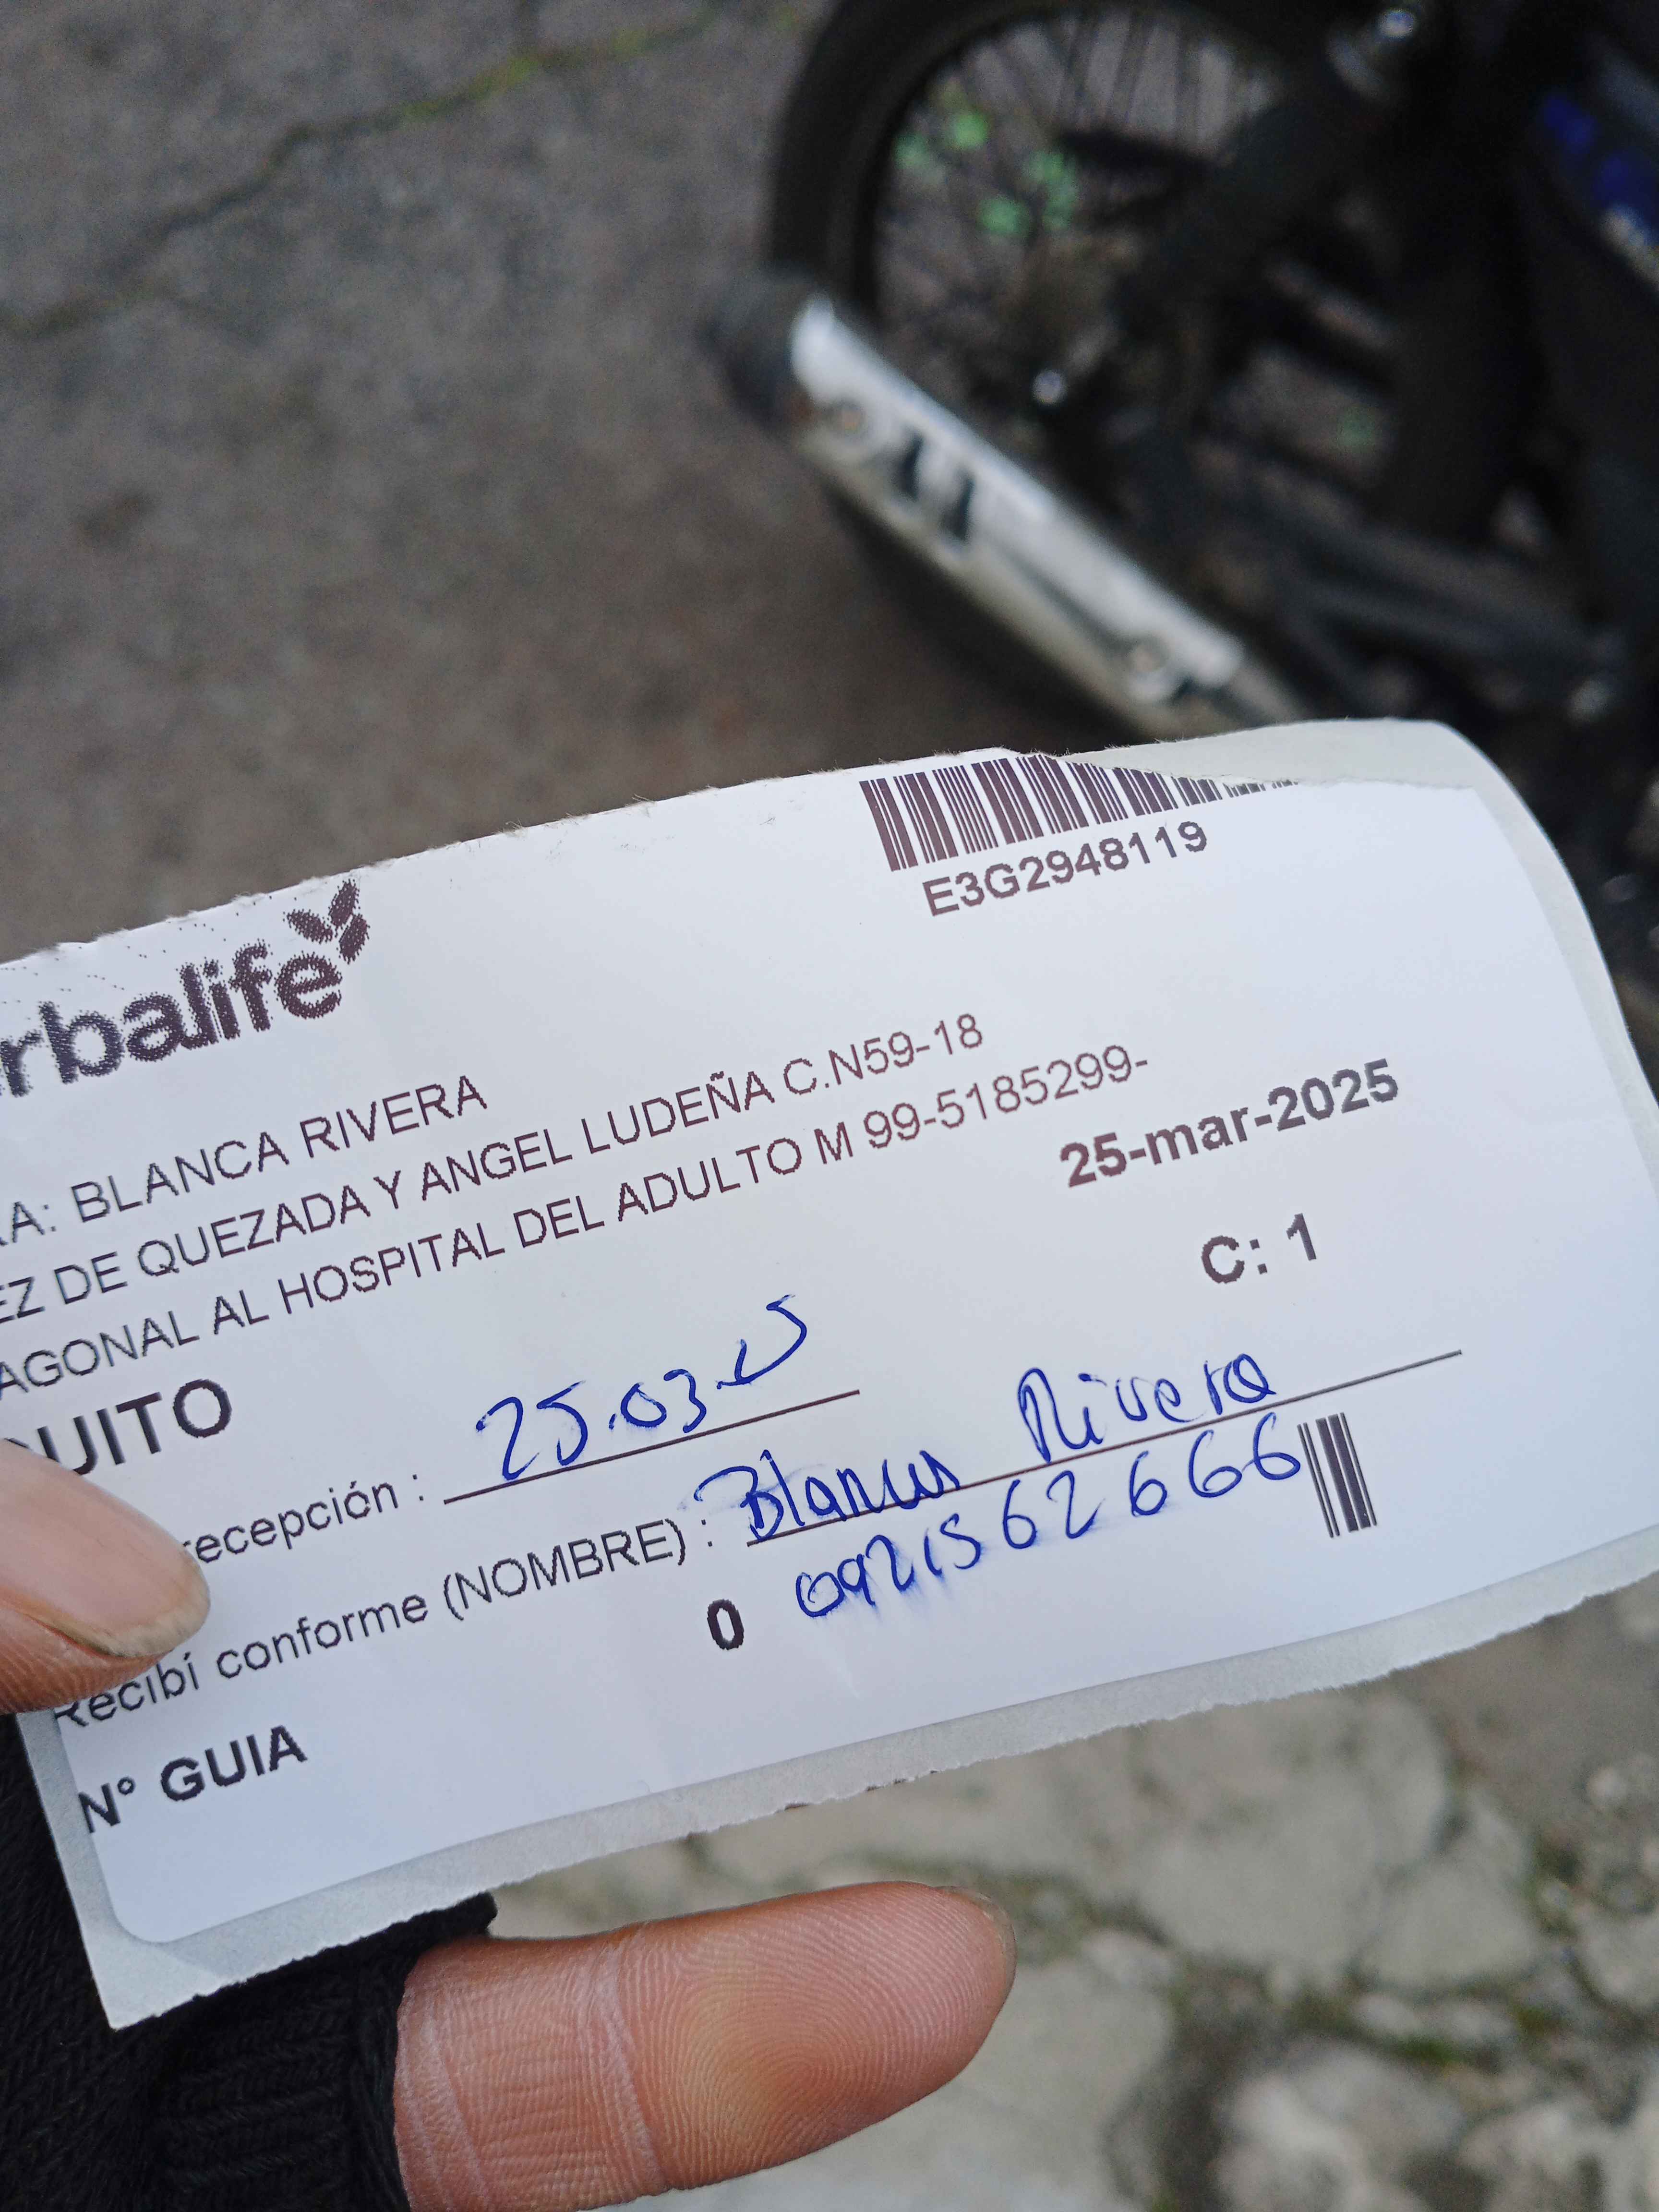 E3G2948119
rbalife
RA: BLANCA RIVERA
EZ DE QUEZADA Y ANGEL LUDEÑA C.N59-18
AGONAL AL HOSPITAL DEL ADULTO M 99-5185299-
25-mar-2025
UITO
C: 1
recepción : 25.03.25
Recibí conforme (NOMBRE) : Blanca Rivera
0 0921562666
N° GUIA